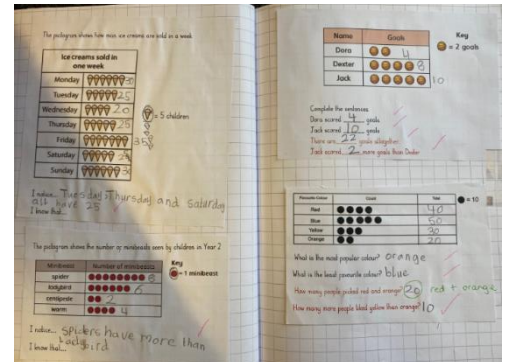 The pictogram shows how many ice creams are sold in a week
Ice creams sold in
one week
Monday 30
Tuesday 25
Wednesday 20
Thursday 25
Friday 35
Saturday 25
Sunday 30
= 5 children
I notice... Tuesday, Thursday and Saturday
all have 25
I know that...
The pictogram shows the number of minibeasts seen by children in Year 2
Minibeast Number of minibeasts
spider 8
ladybird 6
centipede 2
worm 4
Key
= 1 minibeast
I notice... spiders have more than
I know that...
Name Goals
Dora 4
Dexter 8
Jack 10
Key
= 2 goals
Complete the sentences
Dora scored 4 goals
Jack scored 10 goals
There are 22 goals altogether
Jack scored 2 more goals than Dexter
Favourite Colour Total
Red 40
Blue 50
Yellow 30
Orange 20
= 10
What is the most popular colour? orange
What is the least favourite colour? blue
How many people picked red and orange? 20 red + orange
How many more people liked yellow than orange? 10